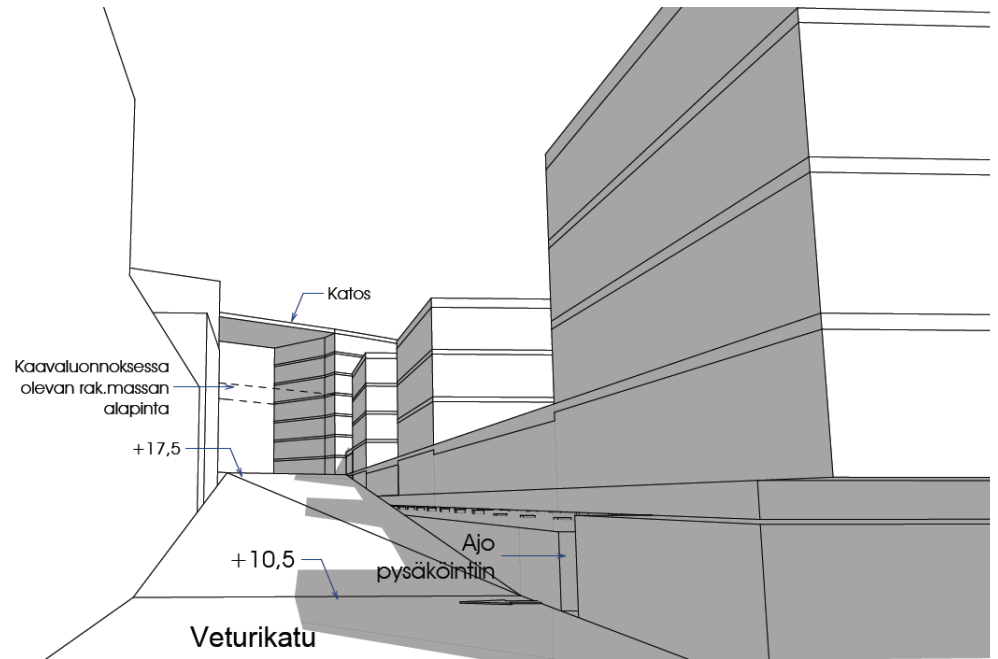 Katos
Kaavaluonnoksessa
olevan rak.massan
alapinta
+17,5
+10,5
Ajo
pysäköintiin
Veturikatu